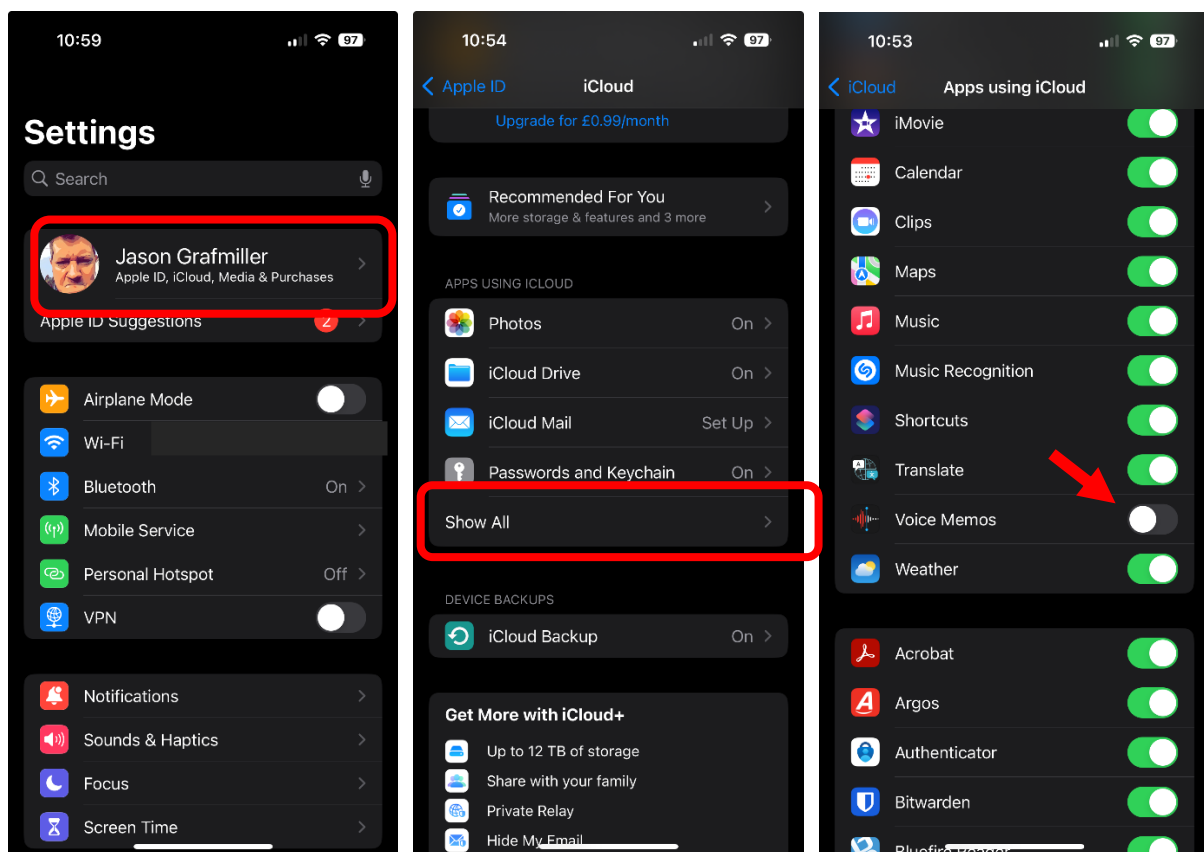 10:59
97
Settings
Search
Jason Grafmiller
Apple ID, iCloud, Media & Purchases
Apple ID Suggestions
2
Airplane Mode
Wi-Fi
Bluetooth On
Mobile Service
Personal Hotspot Off
VPN
Notifications
Sounds & Haptics
Focus
Screen Time
10:54
97
Apple ID iCloud
Upgrade for £0.99/month
Recommended For You
More storage & features and 3 more
APPS USING ICLOUD
Photos On
iCloud Drive On
iCloud Mail Set Up
Passwords and Keychain On
Show All
DEVICE BACKUPS
iCloud Backup On
Get More with iCloud+
Up to 12 TB of storage
Share with your family
Private Relay
Hide My Email
10:53
97
iCloud Apps using iCloud
iMovie
Calendar
Clips
Maps
Music
Music Recognition
Shortcuts
Translate
Voice Memos
Weather
Acrobat
Argos
Authenticator
Bitwarden
Bluefire Reader